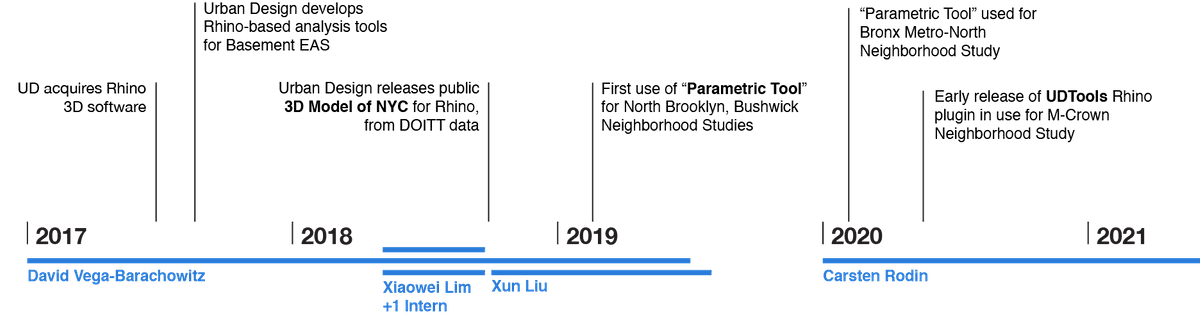 Urban Design develops
Rhino-based analysis tools
for Basement EAS
“Parametric Tool” used for
Bronx Metro-North
Neighborhood Study
UD acquires Rhino
3D software
Urban Design releases public
3D Model of NYC for Rhino,
from DOITT data
First use of “Parametric Tool”
for North Brooklyn, Bushwick
Neighborhood Studies
Early release of UDTools Rhino
plugin in use for M-Crown
Neighborhood Study
2017
2018
2019
2020
2021
David Vega-Barachowitz
Xiaowei Lim
+1 Intern
Xun Liu
Carsten Rodin